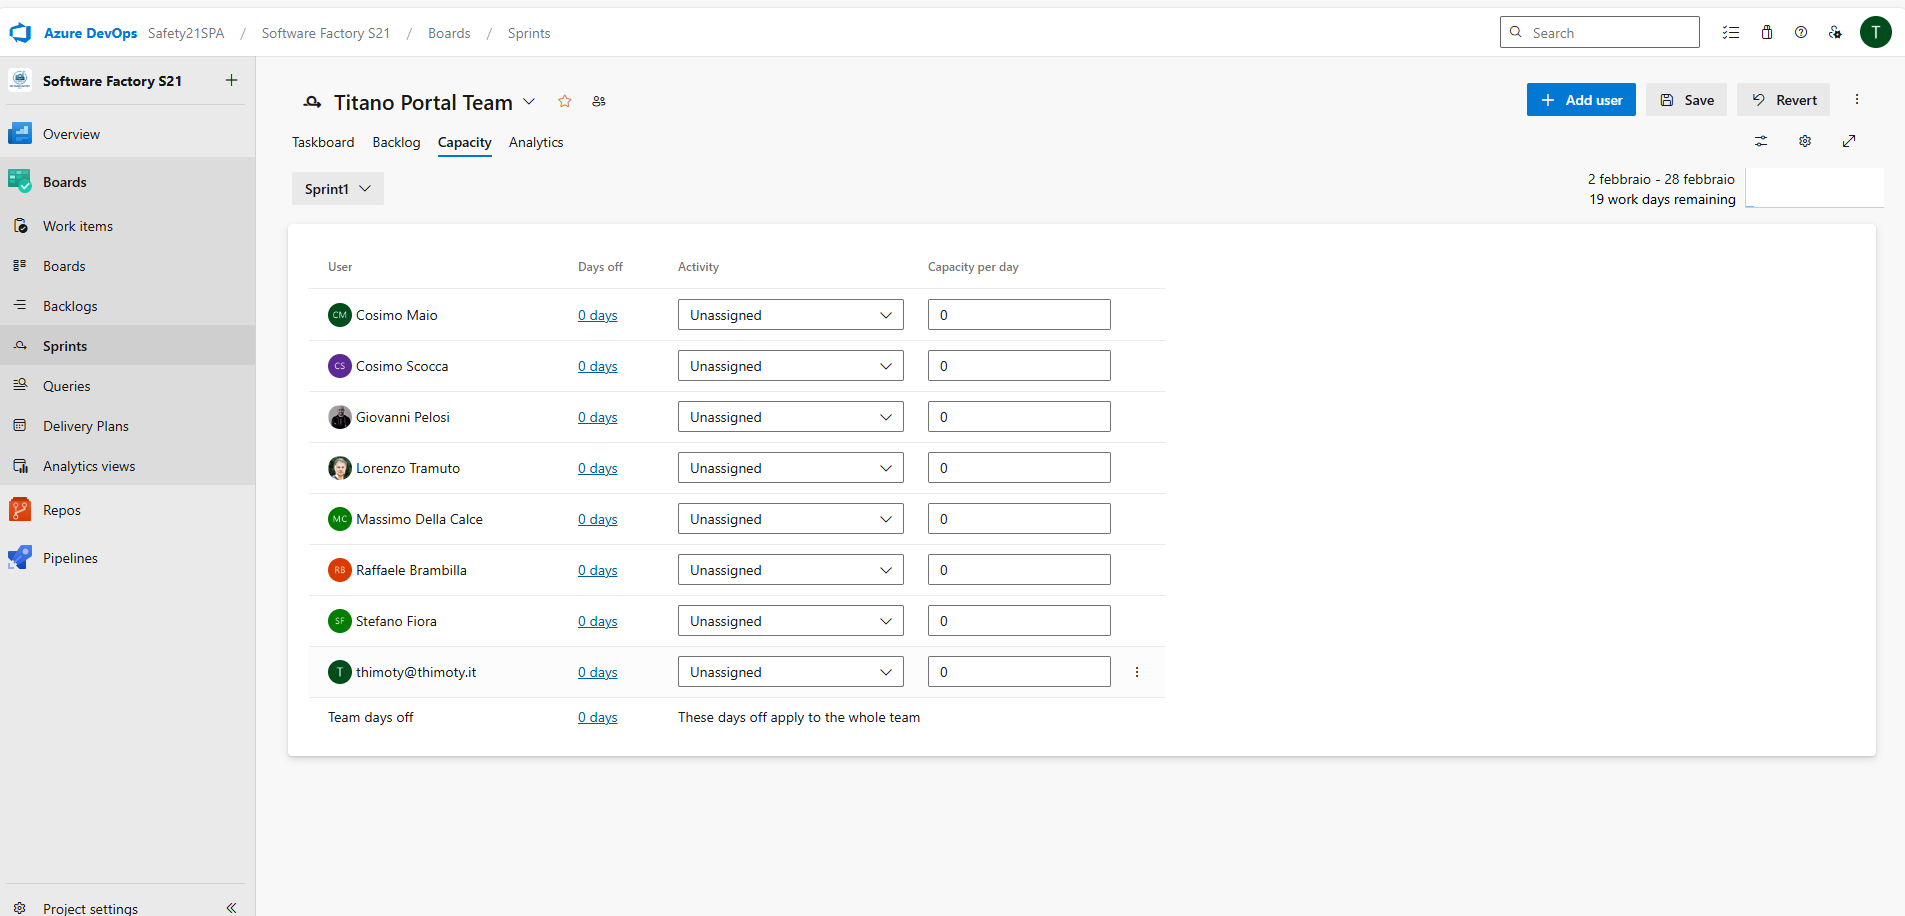 Azure DevOps Safety21SPA / Software Factory S21 / Boards / Sprints
Search
T
Software Factory S21
Overview
Boards
Work items
Boards
Backlogs
Sprints
Queries
Delivery Plans
Analytics views
Repos
Pipelines
Project settings
Titano Portal Team
Add user Save Revert
Taskboard Backlog Capacity Analytics
Sprint1
2 febbraio - 28 febbraio
19 work days remaining
User Days off Activity Capacity per day
CM Cosimo Maio 0 days Unassigned 0
CS Cosimo Scocca 0 days Unassigned 0
Giovanni Pelosi 0 days Unassigned 0
Lorenzo Tramuto 0 days Unassigned 0
MC Massimo Della Calce 0 days Unassigned 0
RB Raffaele Brambilla 0 days Unassigned 0
SF Stefano Fiora 0 days Unassigned 0
T thimoty@thimoty.it 0 days Unassigned 0
Team days off 0 days These days off apply to the whole team